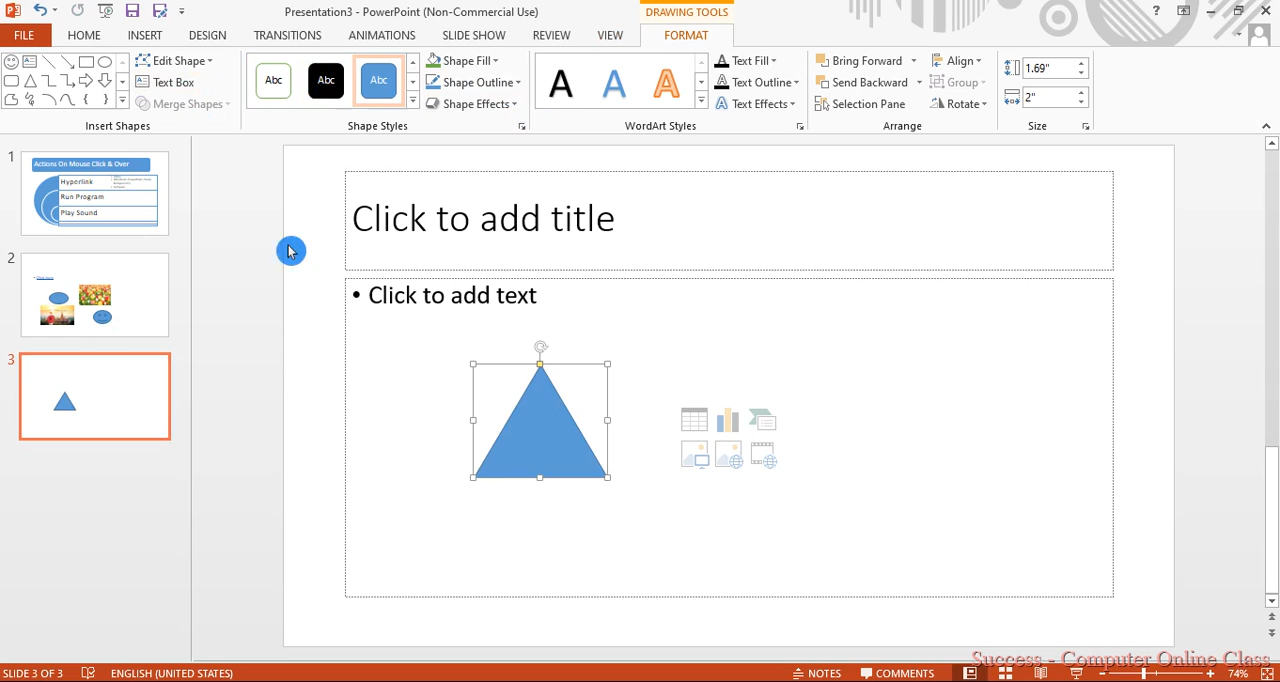 Presentation3 - PowerPoint (Non-Commercial Use)
DRAWING TOOLS
?
FILE HOME INSERT DESIGN TRANSITIONS ANIMATIONS SLIDE SHOW REVIEW VIEW FORMAT
Edit Shape
Text Box
Merge Shapes
Insert Shapes
Abc Abc Abc
Shape Fill
Shape Outline
Shape Effects
Shape Styles
A A A
Text Fill
Text Outline
Text Effects
WordArt Styles
Bring Forward
Send Backward
Selection Pane
Align
Group
Rotate
Arrange
1.69"
2"
Size
1
Actions On Mouse Click & Over
Hyperlink
Run Program
Play Sound
2
3
Click to add title
• Click to add text
SLIDE 3 OF 3 ENGLISH (UNITED STATES) NOTES COMMENTS 74%
Success - Computer Online Class